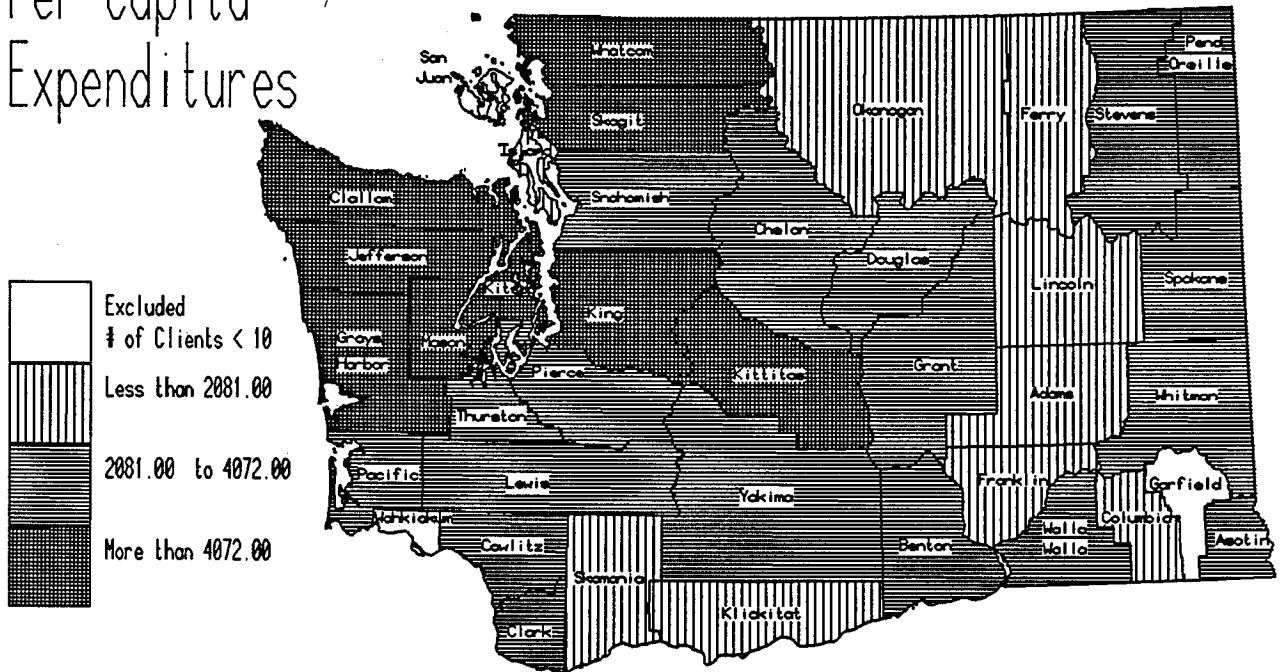 Per Capita
Expenditures
Excluded
# of Clients < 10
Less than 2081.00
2081.00 to 4072.00
More than 4072.00
San
Juan
Whatcom
Skagit
Island
Snohomish
Clallam
Jefferson
Kitsap
King
Grays
Harbor
Mason
Pierce
Thurston
Pacific
Lewis
Wahkiakum
Cowlitz
Clark
Skamania
Klickitat
Yakima
Kittitas
Chelan
Douglas
Okanogan
Ferry
Stevens
Pend
Oreille
Lincoln
Spokane
Grant
Adams
Whitman
Franklin
Benton
Walla
Walla
Columbia
Garfield
Asotin